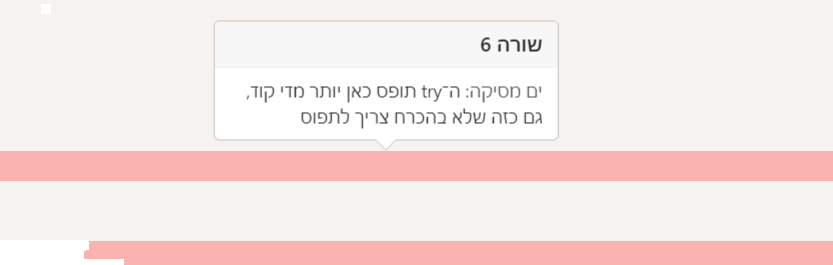 שורה 6
ים מסיקה: ה־try תופס כאן יותר מדי קוד,
גם כזה שלא בהכרח צריך לתפוס